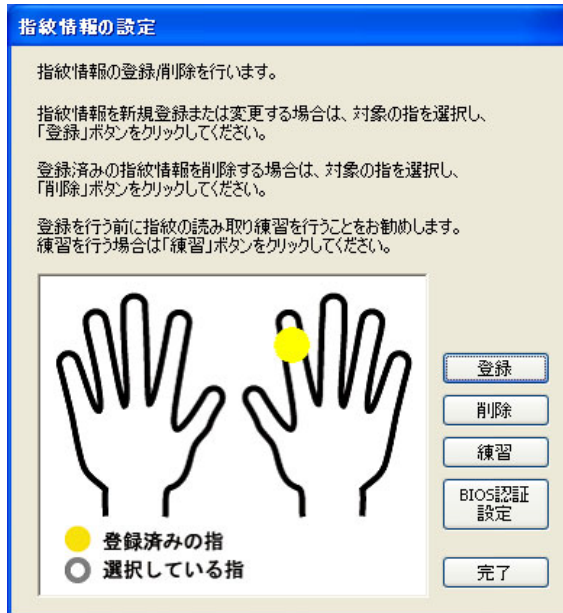 指紋情報の設定
指紋情報の登録/削除を行います。
指紋情報を新規登録または変更する場合は、対象の指を選択し、
「登録」ボタンをクリックしてください。
登録済みの指紋情報を削除する場合は、対象の指を選択し、
「削除」ボタンをクリックしてください。
登録を行う前に指紋の読み取り練習を行うことをお勧めします。
練習を行う場合は「練習」ボタンをクリックしてください。
登録
削除
練習
BIOS認証
設定
登録済みの指
選択している指
完了